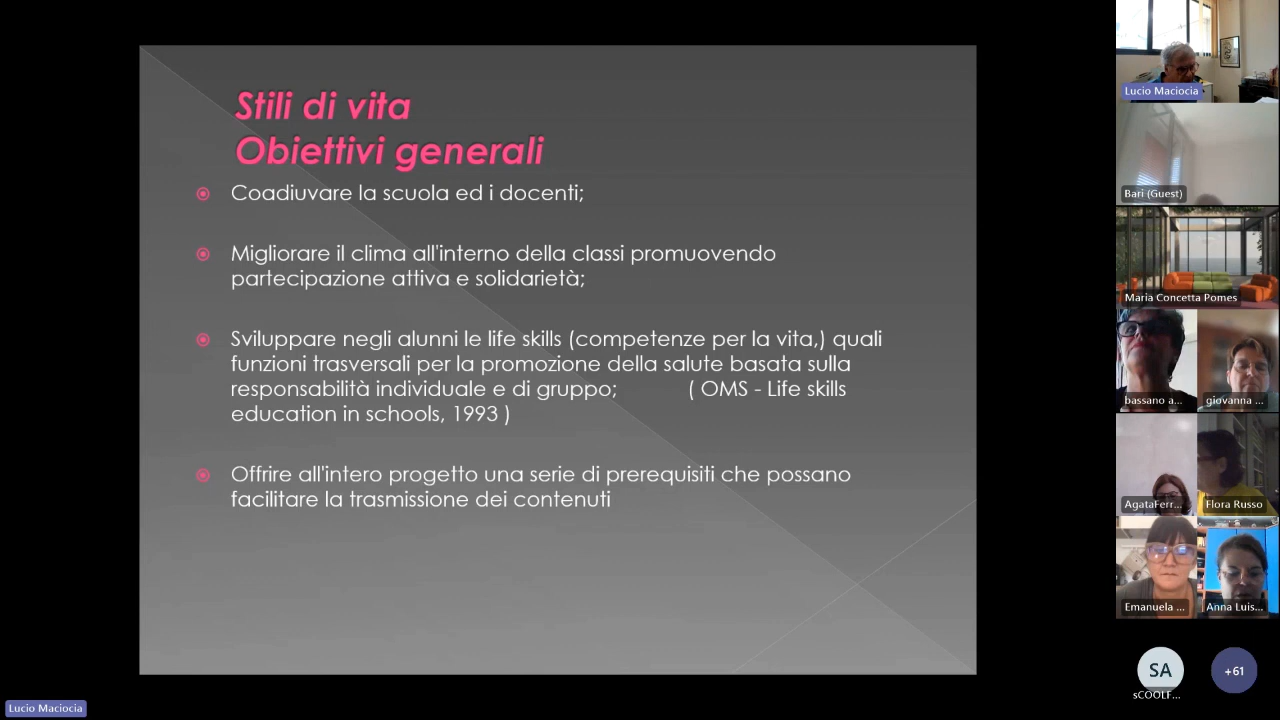 Stili di vita
Obiettivi generali
Coadiuvare la scuola ed i docenti;
Migliorare il clima all'interno della classi promuovendo
partecipazione attiva e solidarietà;
Sviluppare negli alunni le life skills (competenze per la vita,) quali
funzioni trasversali per la promozione della salute basata sulla
responsabilità individuale e di gruppo; ( OMS - Life skills
education in schools, 1993 )
Offrire all'intero progetto una serie di prerequisiti che possano
facilitare la trasmissione dei contenuti
Lucio Maciocia
Bari (Guest)
Maria Concetta Pomes
bassano a...
giovanna ...
AgataFerr...
Flora Russo
Emanuela ...
Anna Luis...
SA
sCOOLF...
+61
Lucio Maciocia